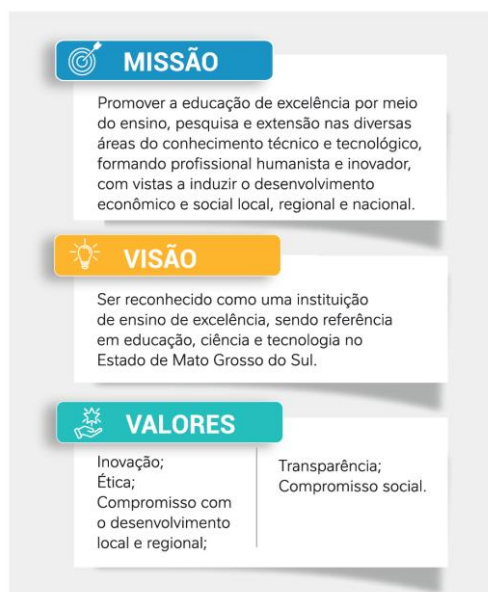 MISSÃO
Promover a educação de excelência por meio
do ensino, pesquisa e extensão nas diversas
áreas do conhecimento técnico e tecnológico,
formando profissional humanista e inovador,
com vistas a induzir o desenvolvimento
econômico e social local, regional e nacional.
VISÃO
Ser reconhecido como uma instituição
de ensino de excelência, sendo referência
em educação, ciência e tecnologia no
Estado de Mato Grosso do Sul.
VALORES
Inovação;
Ética;
Compromisso com
o desenvolvimento
local e regional;
Transparência;
Compromisso social.